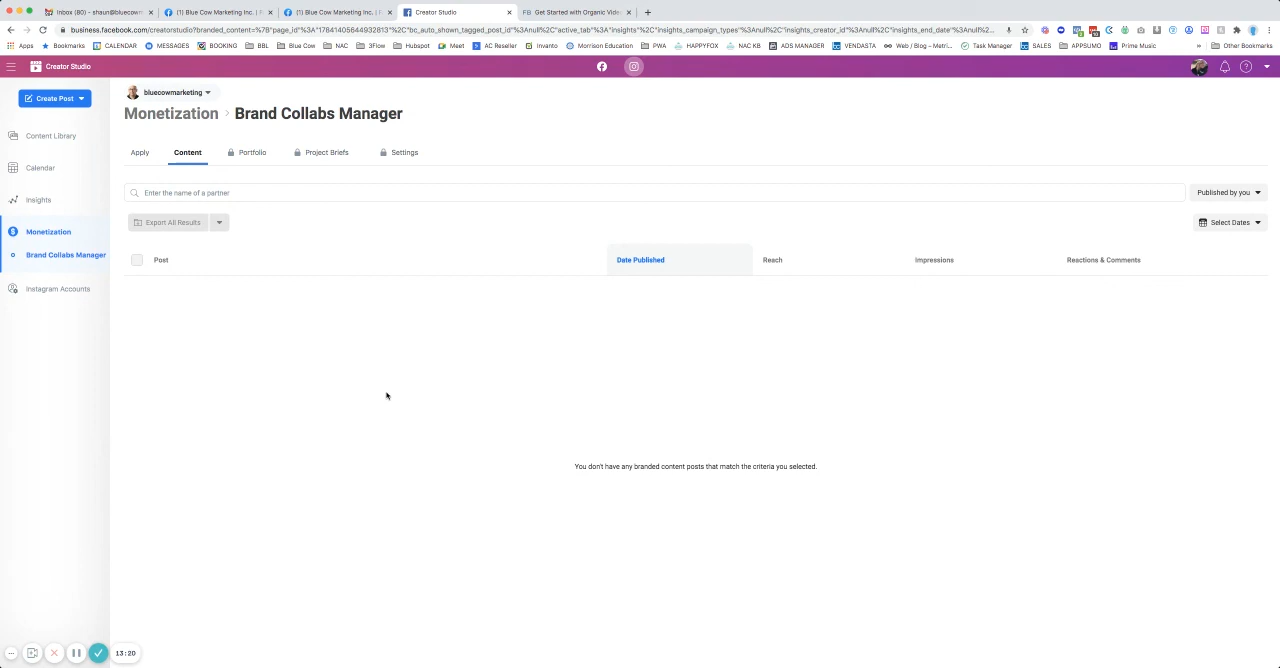 Inbox (80) - shaun@bluecowm
(1) Blue Cow Marketing Inc. | F
(1) Blue Cow Marketing Inc. |
Creator Studio
Get Started with Organic Vide
business.facebook.com/creatorstudio?branded_content=%7B"page_id"%3A"17841405644932813"%2C"bc_auto_shown_tagged_post_id"%3Anull%2C"active_tab"%3A"insights"%2C"insights_campaign_types"%3Anull%2C"insights_creator_id"%3Anull%2C"insights_end_date"%3Anull%2C...
Apps Bookmarks CALENDAR MESSAGES BOOKING BBL Blue Cow NAC 3Flow Hubspot Meet AC Reseller Invanto Morrison Education PWA HAPPYFOX NAC KB ADS MANAGER VENDASTA Web / Blog – Metri... Task Manager SALES APPSUMO Prime Music » Other Bookmarks
Creator Studio
Create Post
Content Library
Calendar
Insights
Monetization
Brand Collabs Manager
Instagram Accounts
bluecowmarketing
Monetization › Brand Collabs Manager
Apply Content Portfolio Project Briefs Settings
Enter the name of a partner
Published by you
Export All Results
Select Dates
Post Date Published Reach Impressions Reactions & Comments
You don't have any branded content posts that match the criteria you selected.
13:20